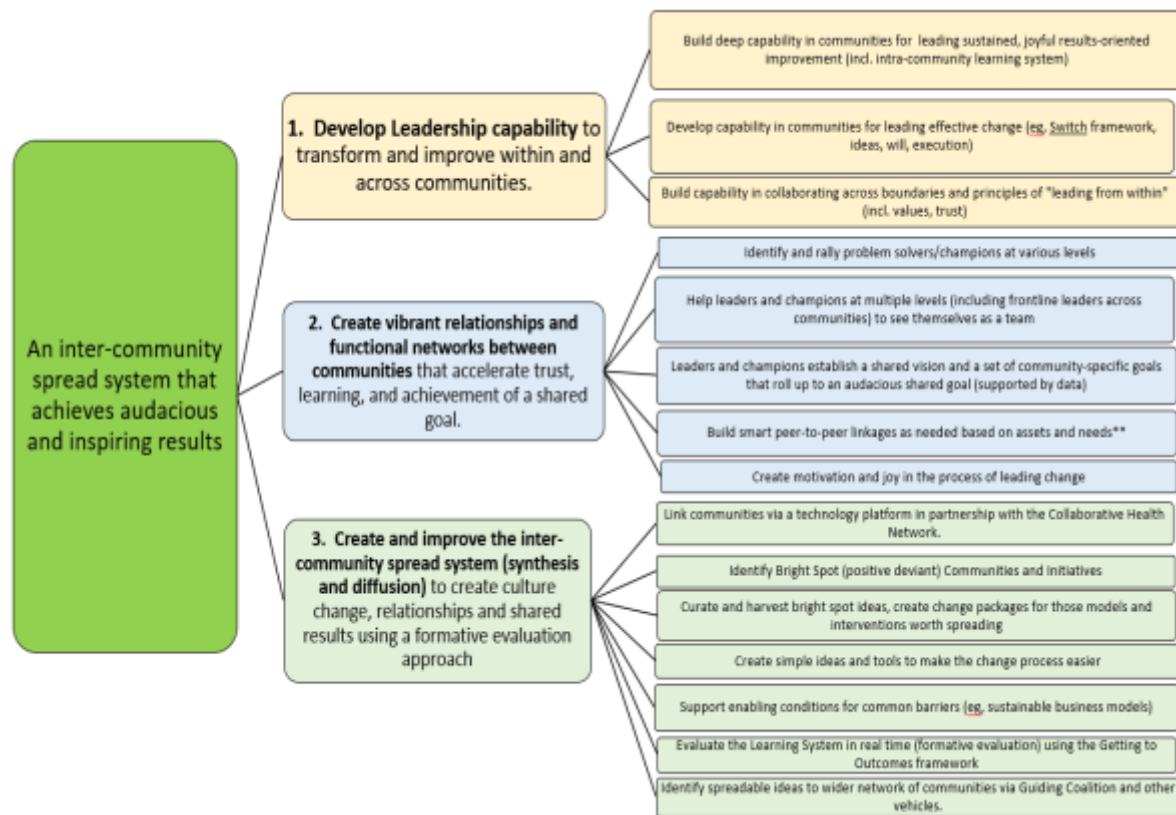 An inter-community
spread system that
achieves audacious
and inspiring results
1. Develop Leadership capability to
transform and improve within and
across communities.
Build deep capability in communities for leading sustained, joyful results-oriented
improvement (incl. intra-community learning system)
Develop capability in communities for leading effective change (eg, Switch framework,
ideas, will, execution)
Build capability in collaborating across boundaries and principles of "leading from within"
(incl. values, trust)
2. Create vibrant relationships and
functional networks between
communities that accelerate trust,
learning, and achievement of a shared
goal.
Identify and rally problem solvers/champions at various levels
Help leaders and champions at multiple levels (including frontline leaders across
communities) to see themselves as a team
Leaders and champions establish a shared vision and a set of community-specific goals
that roll up to an audacious shared goal (supported by data)
Build smart peer-to-peer linkages as needed based on assets and needs**
Create motivation and joy in the process of leading change
3. Create and improve the inter-
community spread system (synthesis
and diffusion) to create culture
change, relationships and shared
results using a formative evaluation
approach
Link communities via a technology platform in partnership with the Collaborative Health
Network.
Identify Bright Spot (positive deviant) Communities and Initiatives
Curate and harvest bright spot ideas, create change packages for those models and
interventions worth spreading
Create simple ideas and tools to make the change process easier
Support enabling conditions for common barriers (eg, sustainable business models)
Evaluate the Learning System in real time (formative evaluation) using the Getting to
Outcomes framework
Identify spreadable ideas to wider network of communities via Guiding Coalition and other
vehicles.